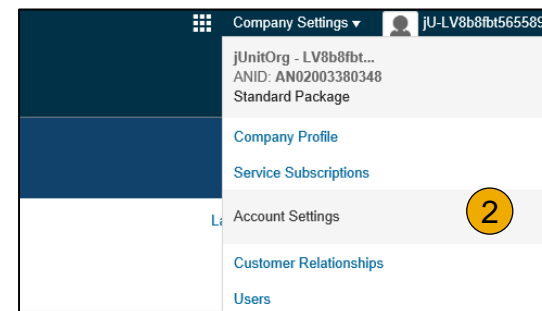 Company Settings ▾ jU-LV8b8fbt565589
jUnitOrg - LV8b8fbt...
ANID: AN02003380348
Standard Package
Company Profile
Service Subscriptions
Account Settings 2
Customer Relationships
Users